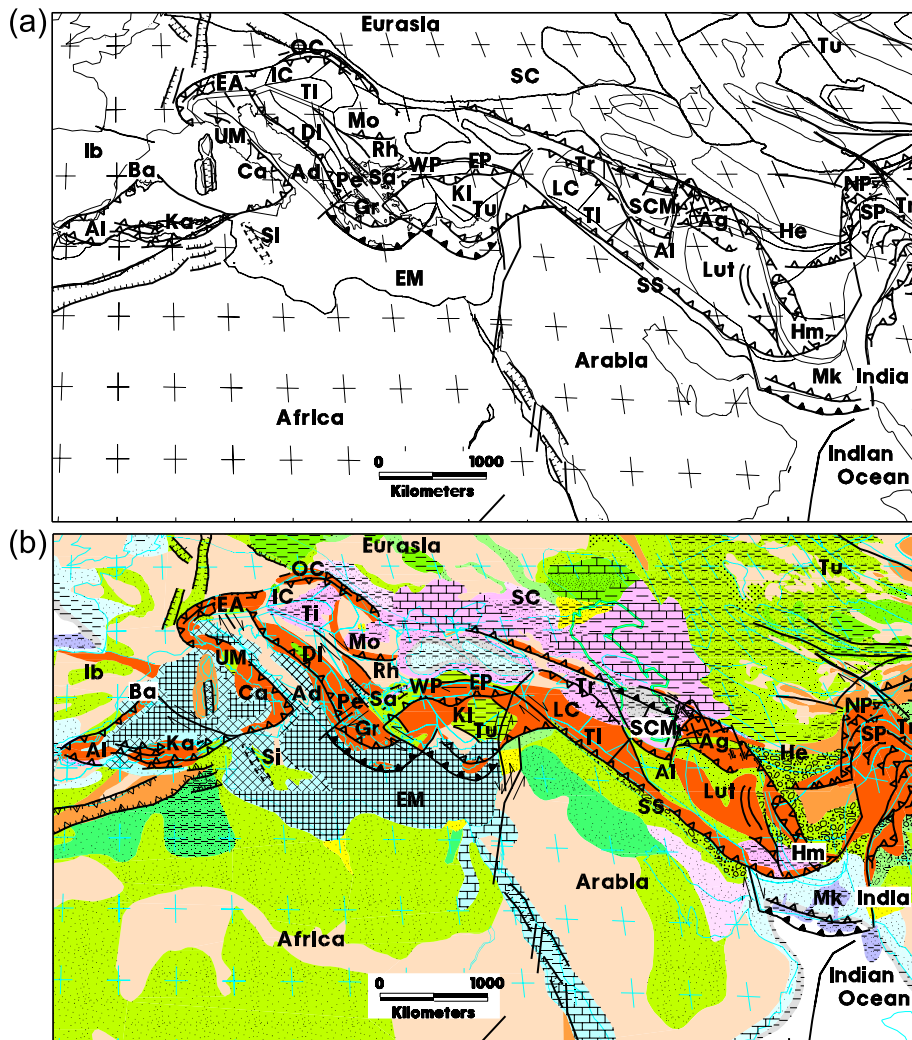 (a)
Eurasia
OC
Tu
EA
IC
SC
TI
Mo
UM
DI
Ib
Rh
Ba
Ca
Ad
WP
EP
Tr
NP
Pe
Sa
LC
SCM
SP
Tr
KI
Al
Ka
Gr
Tu
TI
Ag
He
SI
Al
EM
Lut
SS
Hm
Arabia
Mk
India
Africa
0
1000
Kilometers
Indian
Ocean
(b)
Eurasia
OC
Tu
EA
IC
SC
Ti
Mo
UM
DI
Ib
Rh
Ba
Ca
Ad
WP
EP
Tr
NP
Pe
Sa
LC
SCM
SP
Tr
KI
Al
Ka
Gr
Tu
TI
Ag
He
Si
Al
EM
Lut
SS
Hm
Arabia
Mk
India
Africa
0
1000
Kilometers
Indian
Ocean